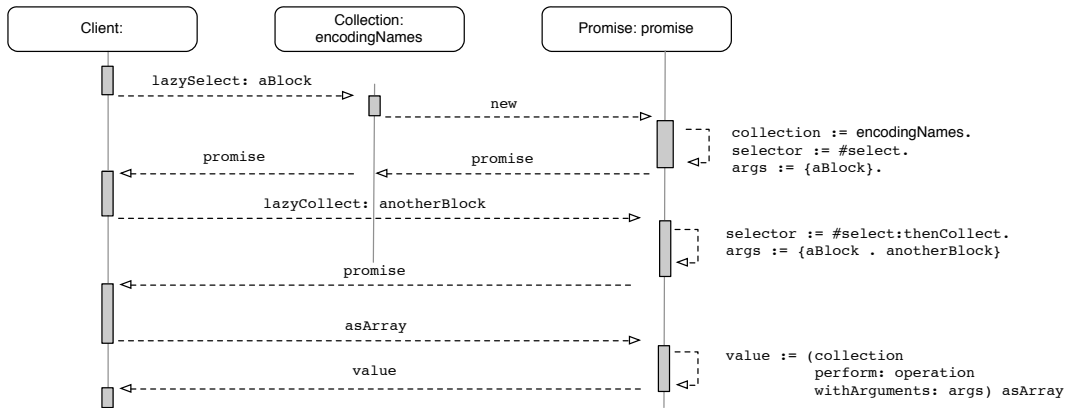 Client:
Collection:
encodingNames
Promise: promise
lazySelect: aBlock
new
collection := encodingNames.
selector := #select.
args := {aBlock}.
promise
promise
lazyCollect: anotherBlock
selector := #select:thenCollect.
args := {aBlock . anotherBlock}
promise
asArray
value := (collection
perform: operation
withArguments: args) asArray
value